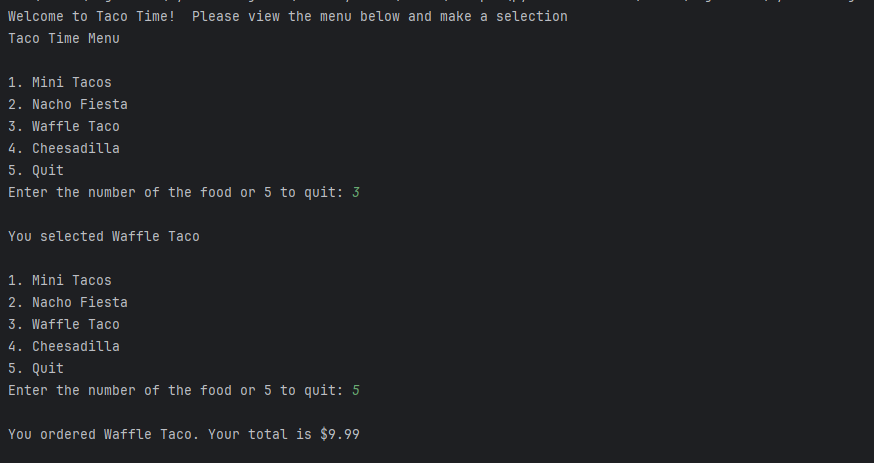 Welcome to Taco Time!  Please view the menu below and make a selection
Taco Time Menu
1. Mini Tacos
2. Nacho Fiesta
3. Waffle Taco
4. Cheesadilla
5. Quit
Enter the number of the food or 5 to quit: 3
You selected Waffle Taco
1. Mini Tacos
2. Nacho Fiesta
3. Waffle Taco
4. Cheesadilla
5. Quit
Enter the number of the food or 5 to quit: 5
You ordered Waffle Taco. Your total is $9.99